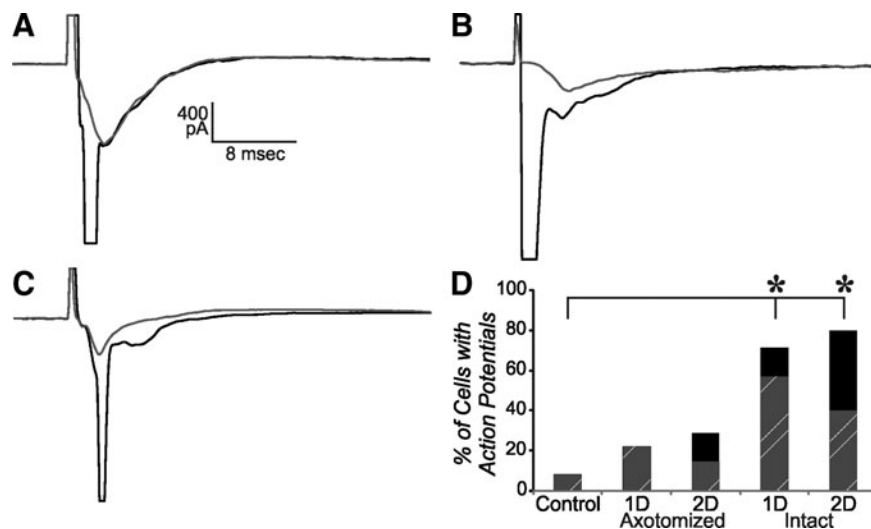 A
B
400
pA
8 msec
C
D
% of Cells with
Action Potentials
100
80
60
40
20
0
* *
Control 1D 2D 1D 2D
Axotomized Intact